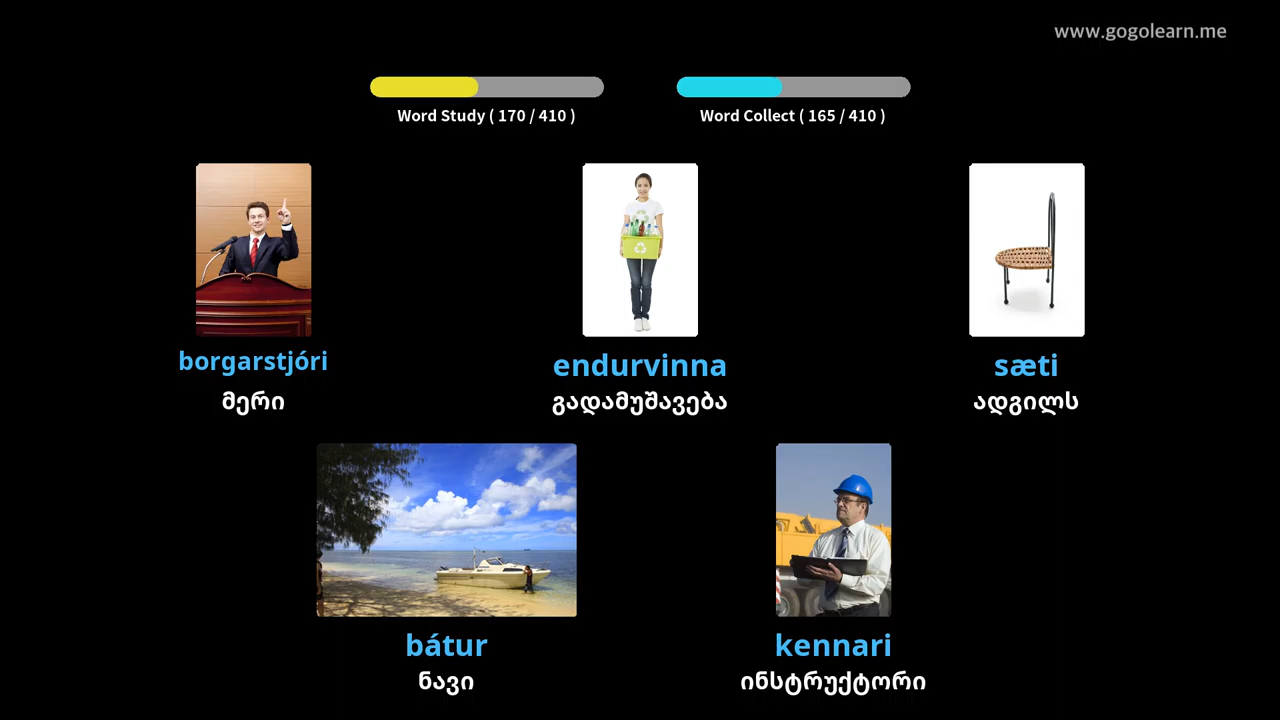 www.gogolearn.me
Word Study ( 170 / 410 )
Word Collect ( 165 / 410 )
borgarstjóri
მერი
endurvinna
გადამუშავება
sæti
ადგილს
bátur
ნავი
kennari
ინსტრუქტორი